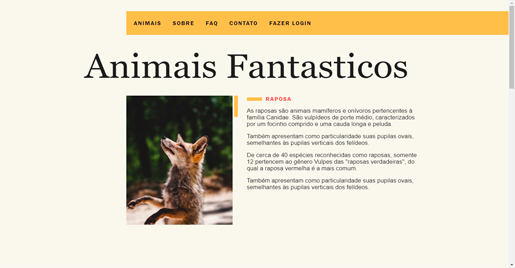 ANIMAIS SOBRE FAQ CONTATO FAZER LOGIN
Animais Fantasticos
RAPOSA
As raposas são animais mamíferos e onívoros pertencentes à
família Canidae. São vulpídeos de porte médio, caracterizados
por um focinho comprido e uma cauda longa e peluda.
Também apresentam como particularidade suas pupilas ovais,
semelhantes às pupilas verticais dos felídeos.
De cerca de 40 espécies reconhecidas como raposas, somente
12 pertencem ao gênero Vulpes das "raposas verdadeiras", do
qual a raposa vermelha é a mais comum.
Também apresentam como particularidade suas pupilas ovais,
semelhantes às pupilas verticais dos felídeos.